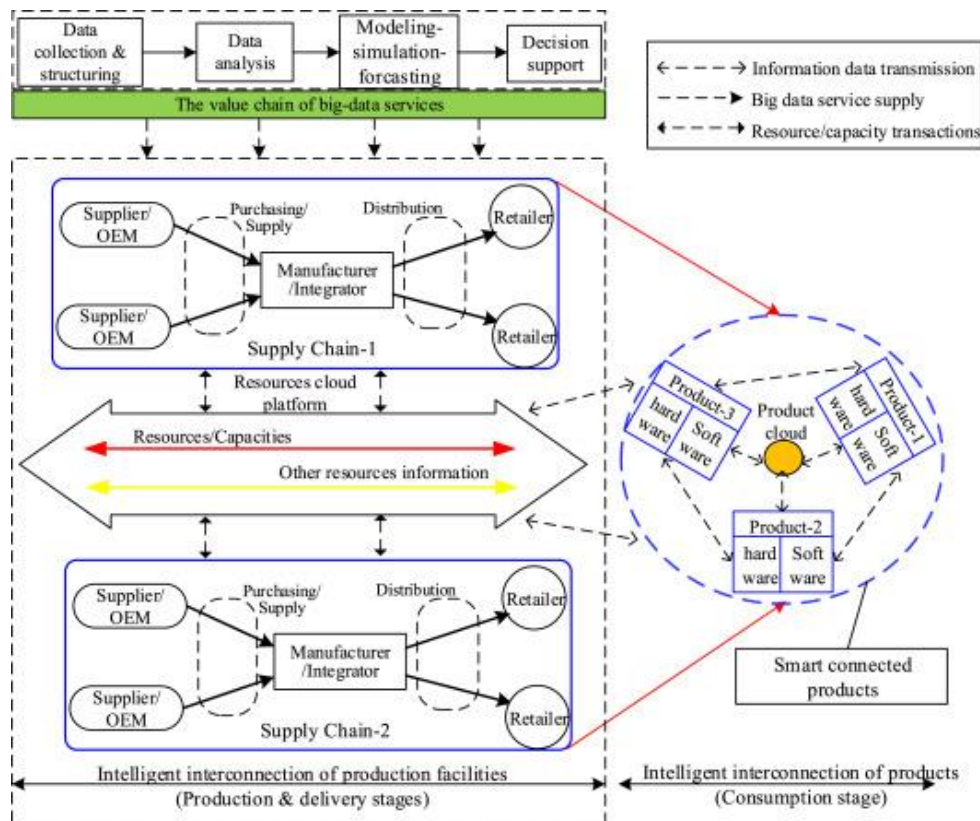 Data
collection &
structuring
Data
analysis
Modeling-
simulation-
forcasting
Decision
support
The value chain of big-data services
Information data transmission
Big data service supply
Resource/capacity transactions
Supplier/
OEM
Purchasing/
Supply
Distribution
Retailer
Manufacturer
/Integrator
Supplier/
OEM
Retailer
Supply Chain-1
Resources cloud
platform
Resources/Capacities
Other resources information
Product-3
hard
ware
Soft
ware
Product
cloud
Product-1
hard
ware
Soft
ware
Product-2
hard
ware
Soft
ware
Supplier/
OEM
Purchasing/
Supply
Distribution
Retailer
Manufacturer
/Integrator
Supplier/
OEM
Retailer
Supply Chain-2
Smart connected
products
Intelligent interconnection of production facilities
(Production & delivery stages)
Intelligent interconnection of products
(Consumption stage)